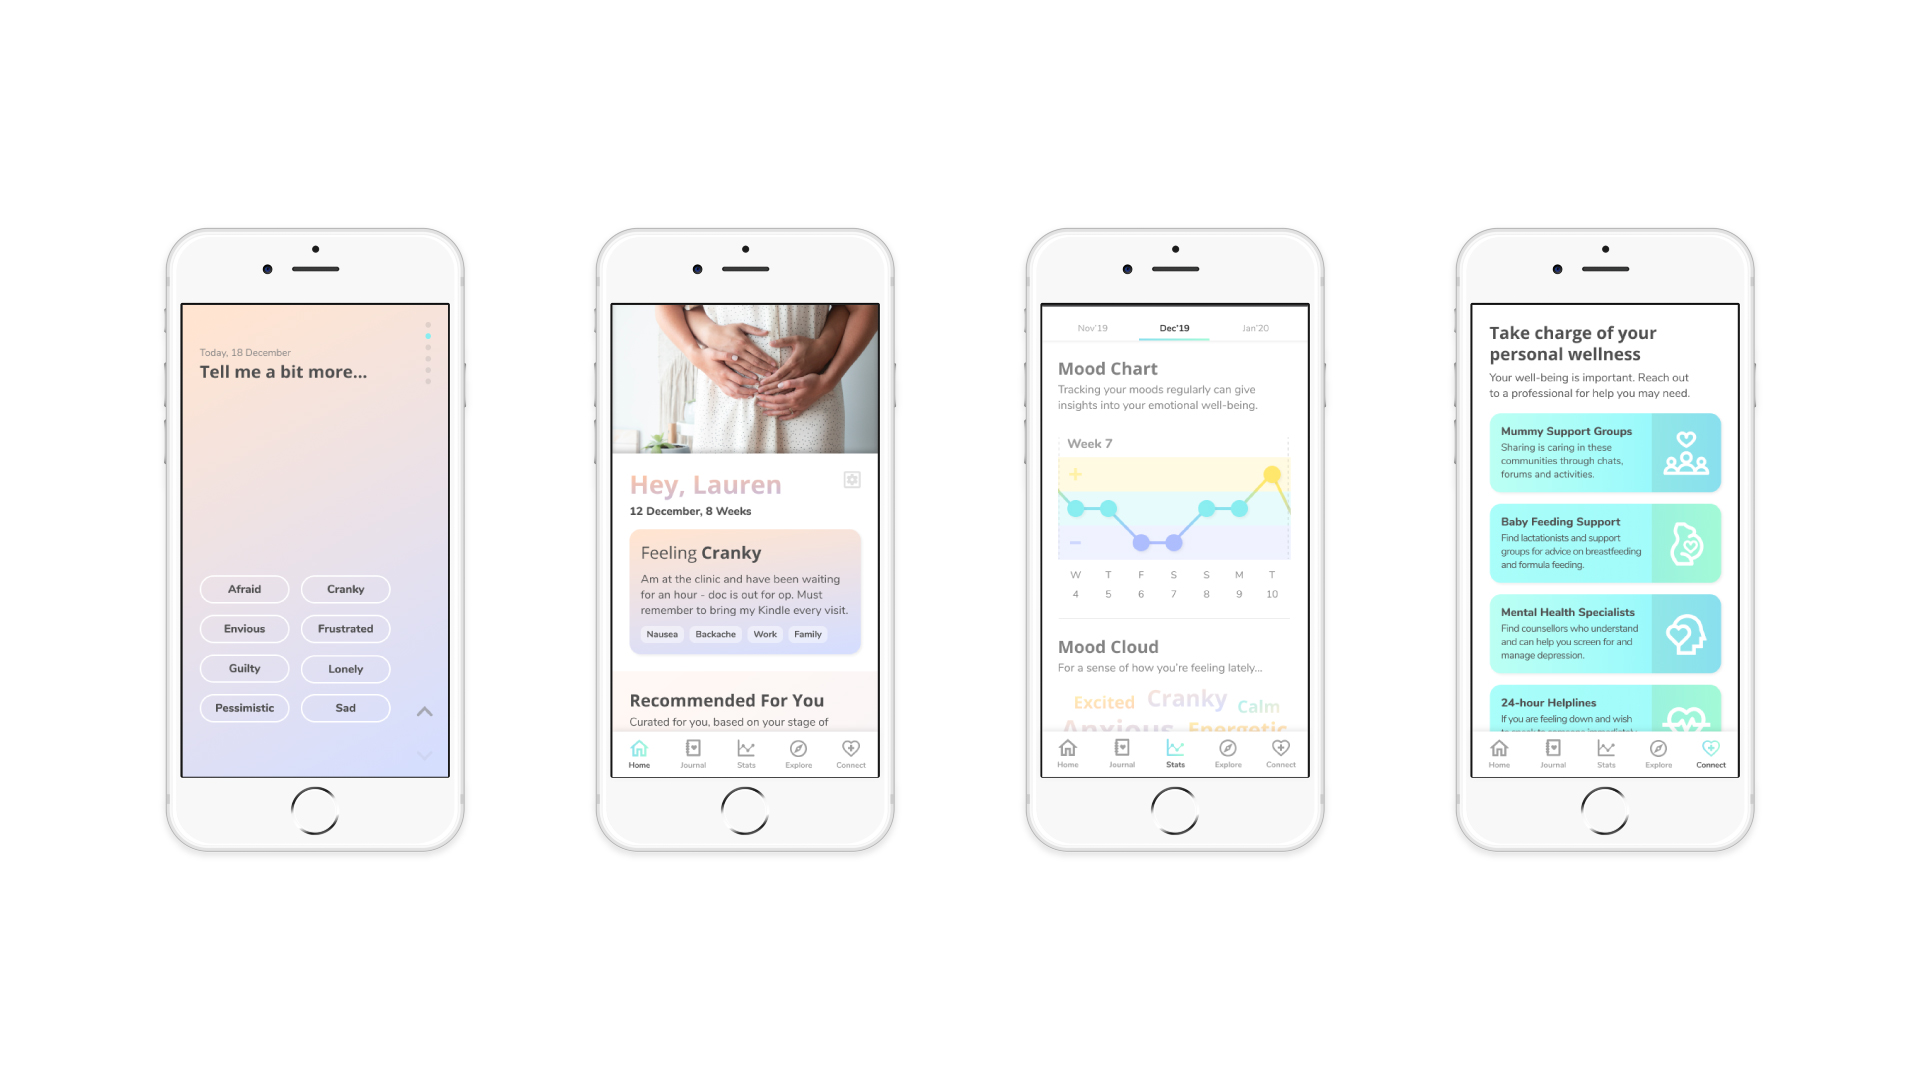 Today, 18 December
Tell me a bit more...
Afraid
Cranky
Envious
Frustrated
Guilty
Lonely
Pessimistic
Sad
Hey, Lauren
12 December, 8 Weeks
Feeling Cranky
Am at the clinic and have been waiting
for an hour - doc is out for op. Must
remember to bring my Kindle every visit.
Nausea
Backache
Work
Family
Recommended For You
Curated for you, based on your stage of
Home
Journal
Stats
Explore
Connect
Nov'19
Dec'19
Jan'20
Mood Chart
Tracking your moods regularly can give
insights into your emotional well-being.
Week 7
+
−
W T F S S M T
4 5 6 7 8 9 10
Mood Cloud
For a sense of how you're feeling lately...
Excited Cranky Calm
Anxious Energetic
Home
Journal
Stats
Explore
Connect
Take charge of your
personal wellness
Your well-being is important. Reach out
to a professional for help you may need.
Mummy Support Groups
Sharing is caring in these
communities through chats,
forums and activities.
Baby Feeding Support
Find lactationists and support
groups for advice on breastfeeding
and formula feeding.
Mental Health Specialists
Find counsellors who understand
and can help you screen for and
manage depression.
24-hour Helplines
If you are feeling down and wish
to speak to someone immediately,
Home
Journal
Stats
Explore
Connect